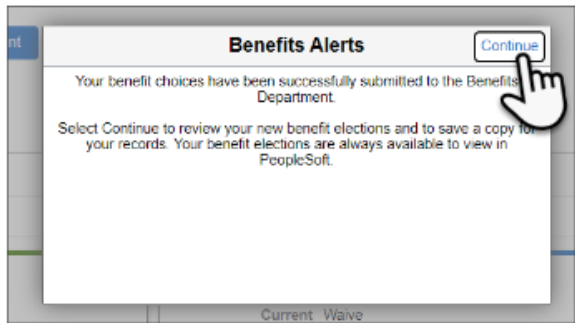 nt
Benefits Alerts
Continue
Your benefit choices have been successfully submitted to the Benefits
Department.
Select Continue to review your new benefit elections and to save a copy for
your records. Your benefit elections are always available to view in
PeopleSoft.
Current Waive